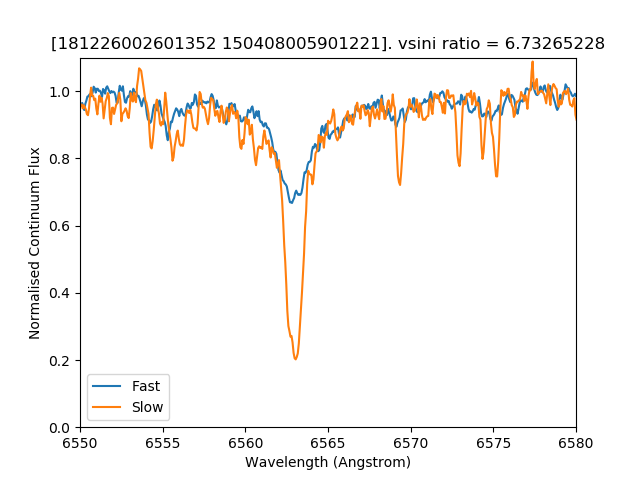 [181226002601352 150408005901221]. vsini ratio = 6.73265228
Normalised Continuum Flux
1.0
0.8
0.6
0.4
0.2
0.0
Fast
Slow
6550 6555 6560 6565 6570 6575 6580
Wavelength (Angstrom)